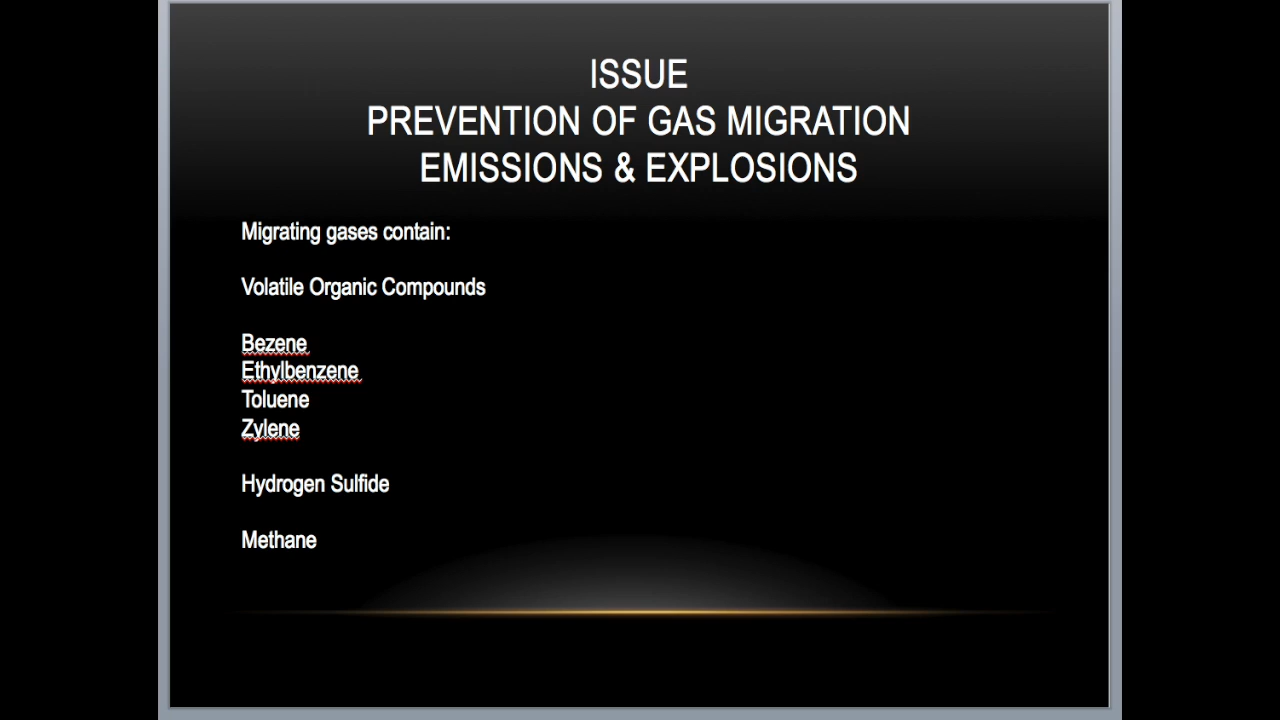 ISSUE
PREVENTION OF GAS MIGRATION
EMISSIONS & EXPLOSIONS
Migrating gases contain:
Volatile Organic Compounds
Bezene
Ethylbenzene
Toluene
Zylene
Hydrogen Sulfide
Methane